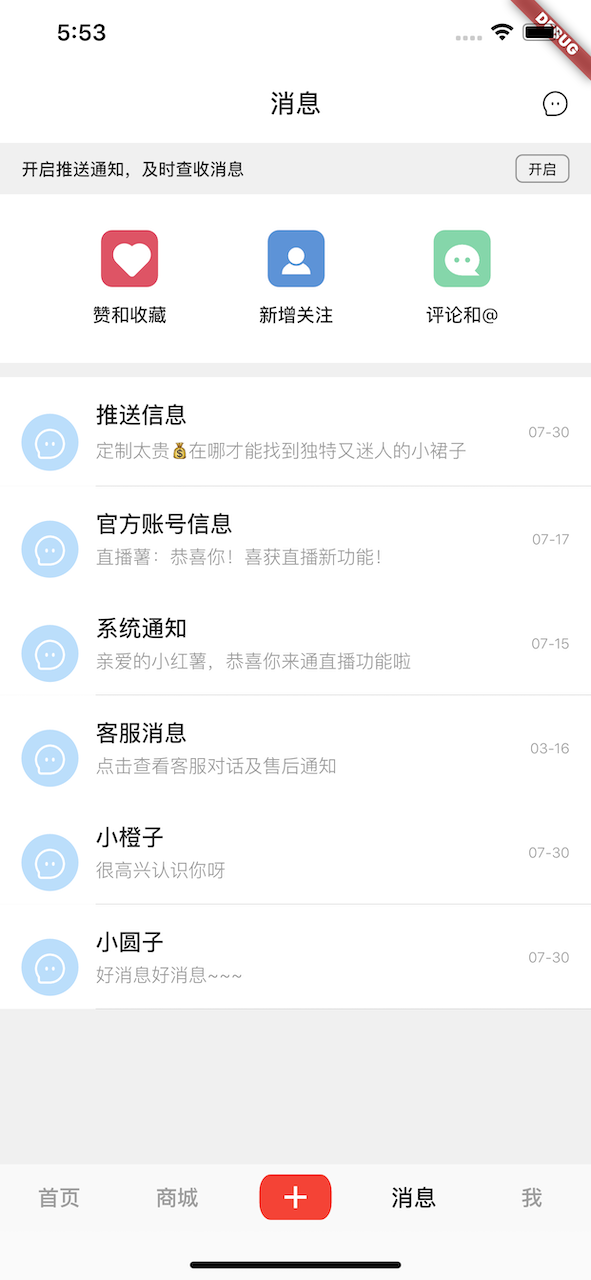 5:53
DEBUG
消息
开启推送通知，及时查收消息
开启
赞和收藏
新增关注
评论和@
推送信息
07-30
定制太贵💰在哪才能找到独特又迷人的小裙子
官方账号信息
07-17
直播薯：恭喜你！喜获直播新功能！
系统通知
07-15
亲爱的小红薯，恭喜你来通直播功能啦
客服消息
03-16
点击查看客服对话及售后通知
小橙子
07-30
很高兴认识你呀
小圆子
07-30
好消息好消息~~~
首页
商城
消息
我